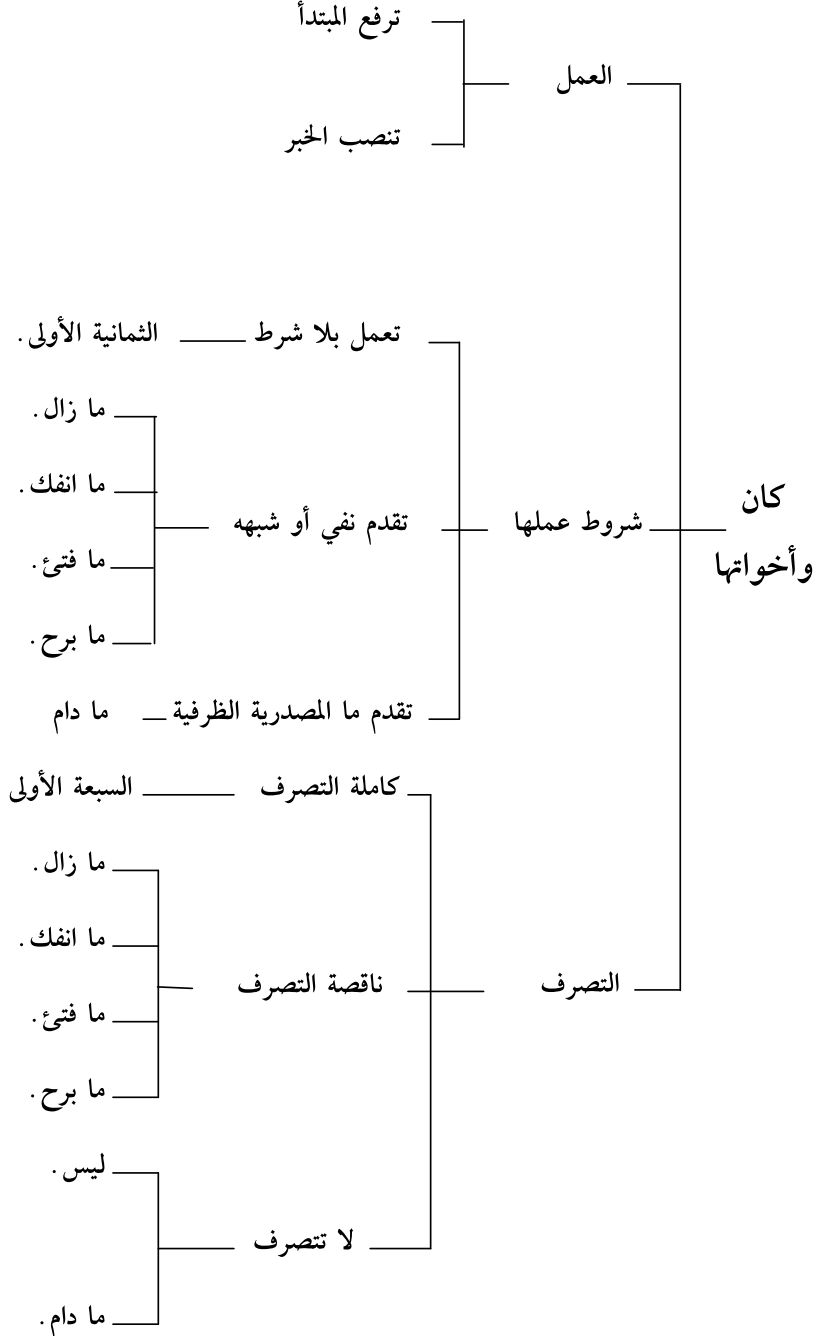 ترفع المبتدأ
العمل
تنصب الخبر
تعمل بلا شرط الثمانية الأولى.
ما زال.
ما انفك.
كان
شروط عملها تقدم نفي أو شبهه
وأخواتها
ما فتئ.
ما برح.
تقدم ما المصدرية الظرفية ما دام
كاملة التصرف السبعة الأولى
ما زال.
ما انفك.
التصرف ناقصة التصرف
ما فتئ.
ما برح.
ليس.
لا تتصرف
ما دام.